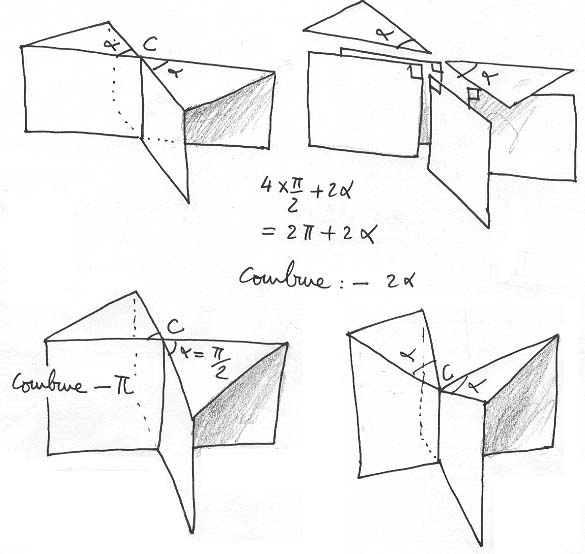 α C
α
α
α
4 × π/2 + 2α
= 2π + 2α
Courbure : − 2α
C
α = π/2
Courbure − π
α C α